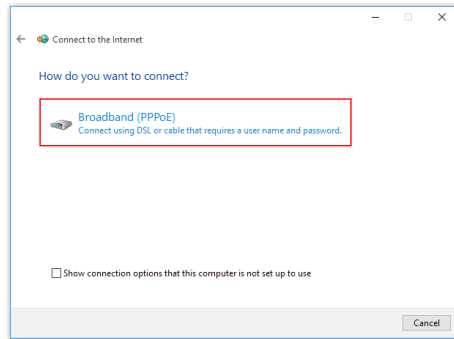 Connect to the Internet
How do you want to connect?
Broadband (PPPoE)
Connect using DSL or cable that requires a user name and password.
Show connection options that this computer is not set up to use
Cancel